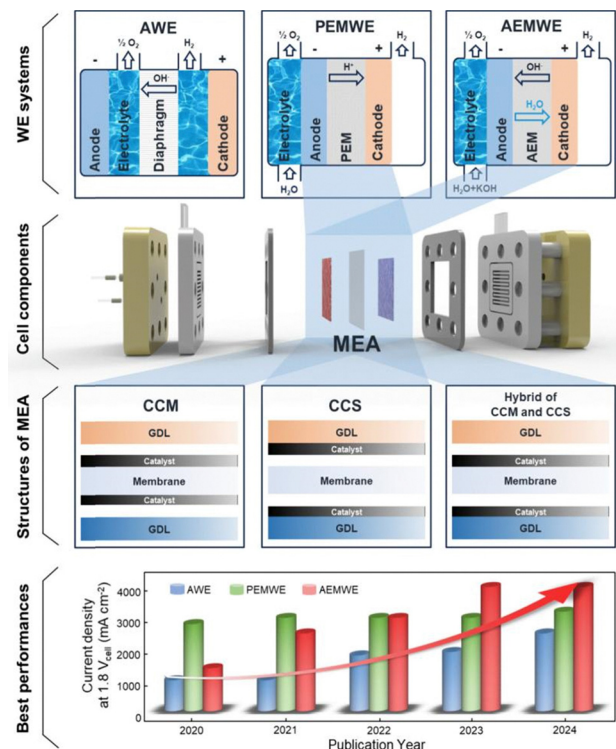 WE systems
AWE
- ½ O₂ H₂ +
OH⁻
Anode
Electrolyte
Diaphragm
Cathode
PEMWE
½ O₂ - + H₂
H⁺
Electrolyte
Anode
PEM
Cathode
H₂O
AEMWE
½ O₂ - + H₂
OH⁻
H₂O
Electrolyte
Anode
AEM
Cathode
H₂O+KOH
Cell components
MEA
Structures of MEA
CCM
GDL
Catalyst
Membrane
Catalyst
GDL
CCS
GDL
Catalyst
Membrane
Catalyst
GDL
Hybrid of
CCM and CCS
GDL
Catalyst
Membrane
Catalyst
GDL
Best performances
Current density
at 1.8 Vcell (mA cm⁻²)
4000
3000
2000
1000
0
AWE PEMWE AEMWE
2020 2021 2022 2023 2024
Publication Year